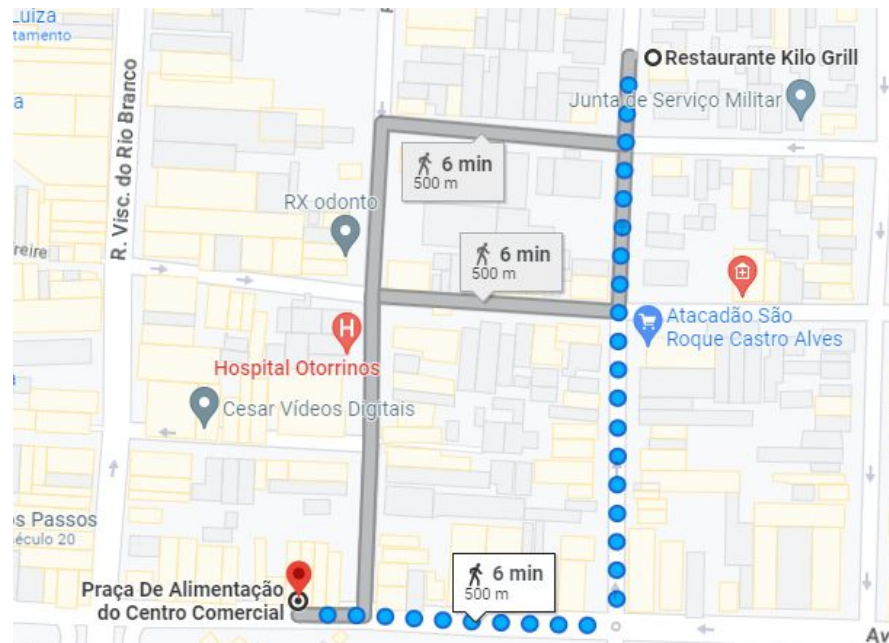 Luiza
tamento
R. Visc. do Rio Branco
Restaurante Kilo Grill
Junta de Serviço Militar
a
6 min
500 m
RX odonto
reire
6 min
500 m
H
Atacadão São
Roque Castro Alves
Hospital Otorrinos
Cesar Vídeos Digitais
os Passos
éculo 20
6 min
500 m
Praça De Alimentação
do Centro Comercial
Av